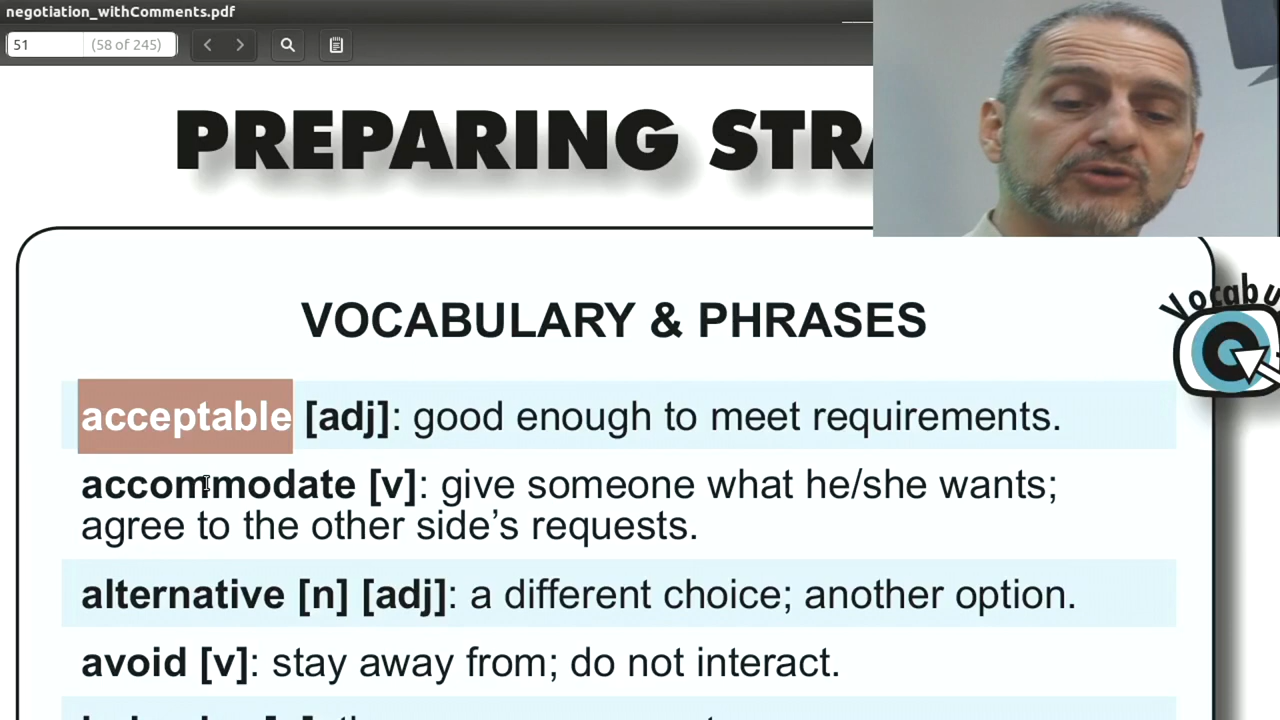 negotiation_withComments.pdf
51 (58 of 245)
PREPARING
VOCABULARY & PHRASES
acceptable [adj]: good enough to meet requirements.
accommodate [v]: give someone what he/she wants;
agree to the other side’s requests.
alternative [n] [adj]: a different choice; another option.
avoid [v]: stay away from; do not interact.